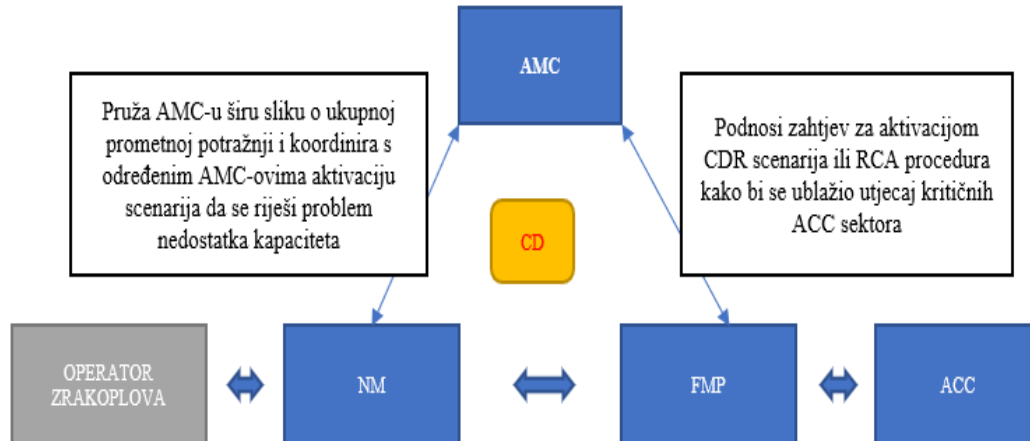 AMC
Pruža AMC-u širu sliku o ukupnoj
prometnoj potražnji i koordinira s
određenim AMC-ovima aktivaciju
scenarija da se riješi problem
nedostatka kapaciteta
Podnosi zahtjev za aktivacijom
CDR scenarija ili RCA procedura
kako bi se ublažio utjecaj kritičnih
ACC sektora
CD
OPERATOR
ZRAKOPLOVA
NM
FMP
ACC